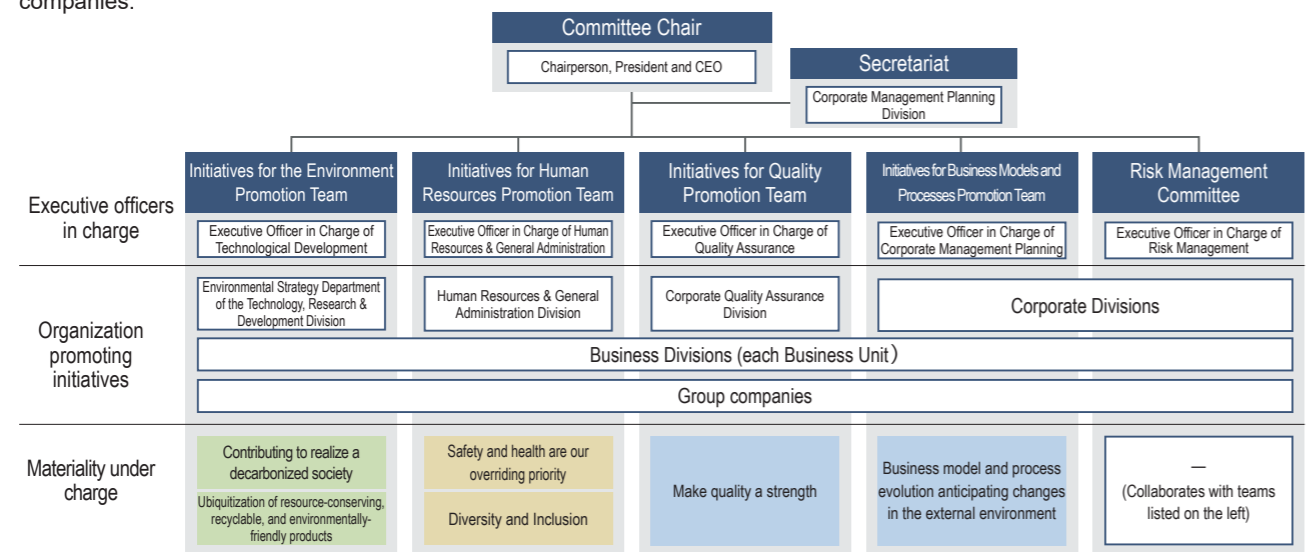 companies.
Committee Chair
Chairperson, President and CEO
Secretariat
Corporate Management Planning
Division
Initiatives for the Environment
Promotion Team
Initiatives for Human
Resources Promotion Team
Initiatives for Quality
Promotion Team
Initiatives for Business Models and
Processes Promotion Team
Risk Management
Committee
Executive officers
in charge
Executive Officer in Charge of
Technological Development
Executive Officer in Charge of Human
Resources & General Administration
Executive Officer in Charge of
Quality Assurance
Executive Officer in Charge of
Corporate Management Planning
Executive Officer in Charge of
Risk Management
Organization
promoting
initiatives
Environmental Strategy Department
of the Technology, Research &
Development Division
Human Resources & General
Administration Division
Corporate Quality Assurance
Division
Corporate Divisions
Business Divisions (each Business Unit）
Group companies
Materiality under
charge
Contributing to realize a
decarbonized society
Ubiquitization of resource-conserving,
recyclable, and environmentally-
friendly products
Safety and health are our
overriding priority
Diversity and Inclusion
Make quality a strength
Business model and process
evolution anticipating changes
in the external environment
—
(Collaborates with teams
listed on the left)